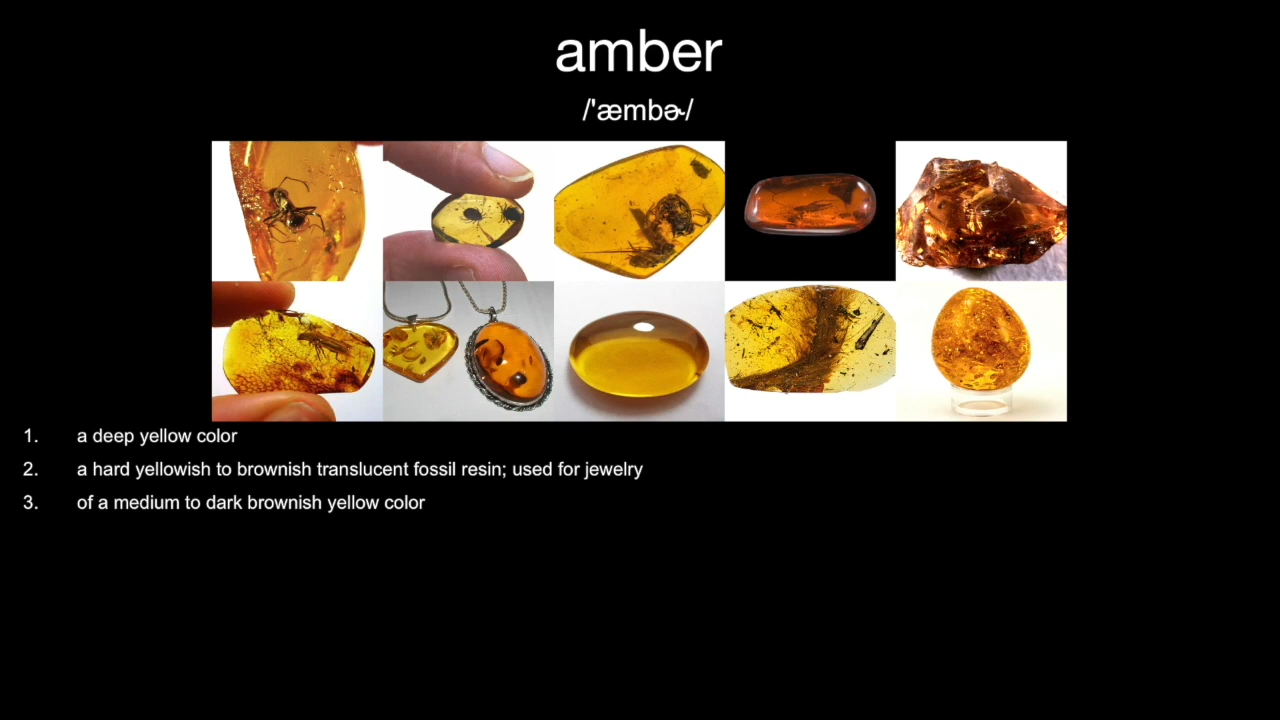 amber
/'æmbɚ/
1. a deep yellow color
2. a hard yellowish to brownish translucent fossil resin; used for jewelry
3. of a medium to dark brownish yellow color